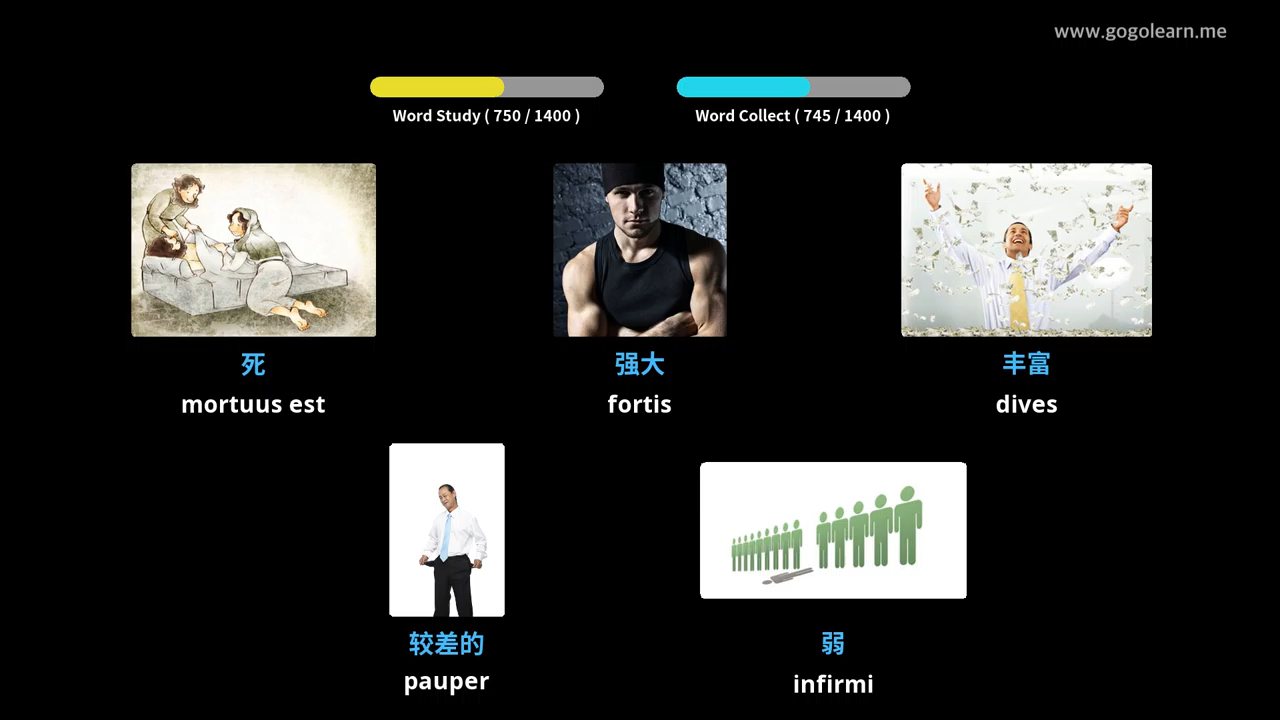 www.gogolearn.me
Word Study ( 750 / 1400 )
Word Collect ( 745 / 1400 )
死
mortuus est
强大
fortis
丰富
dives
较差的
pauper
弱
infirmi